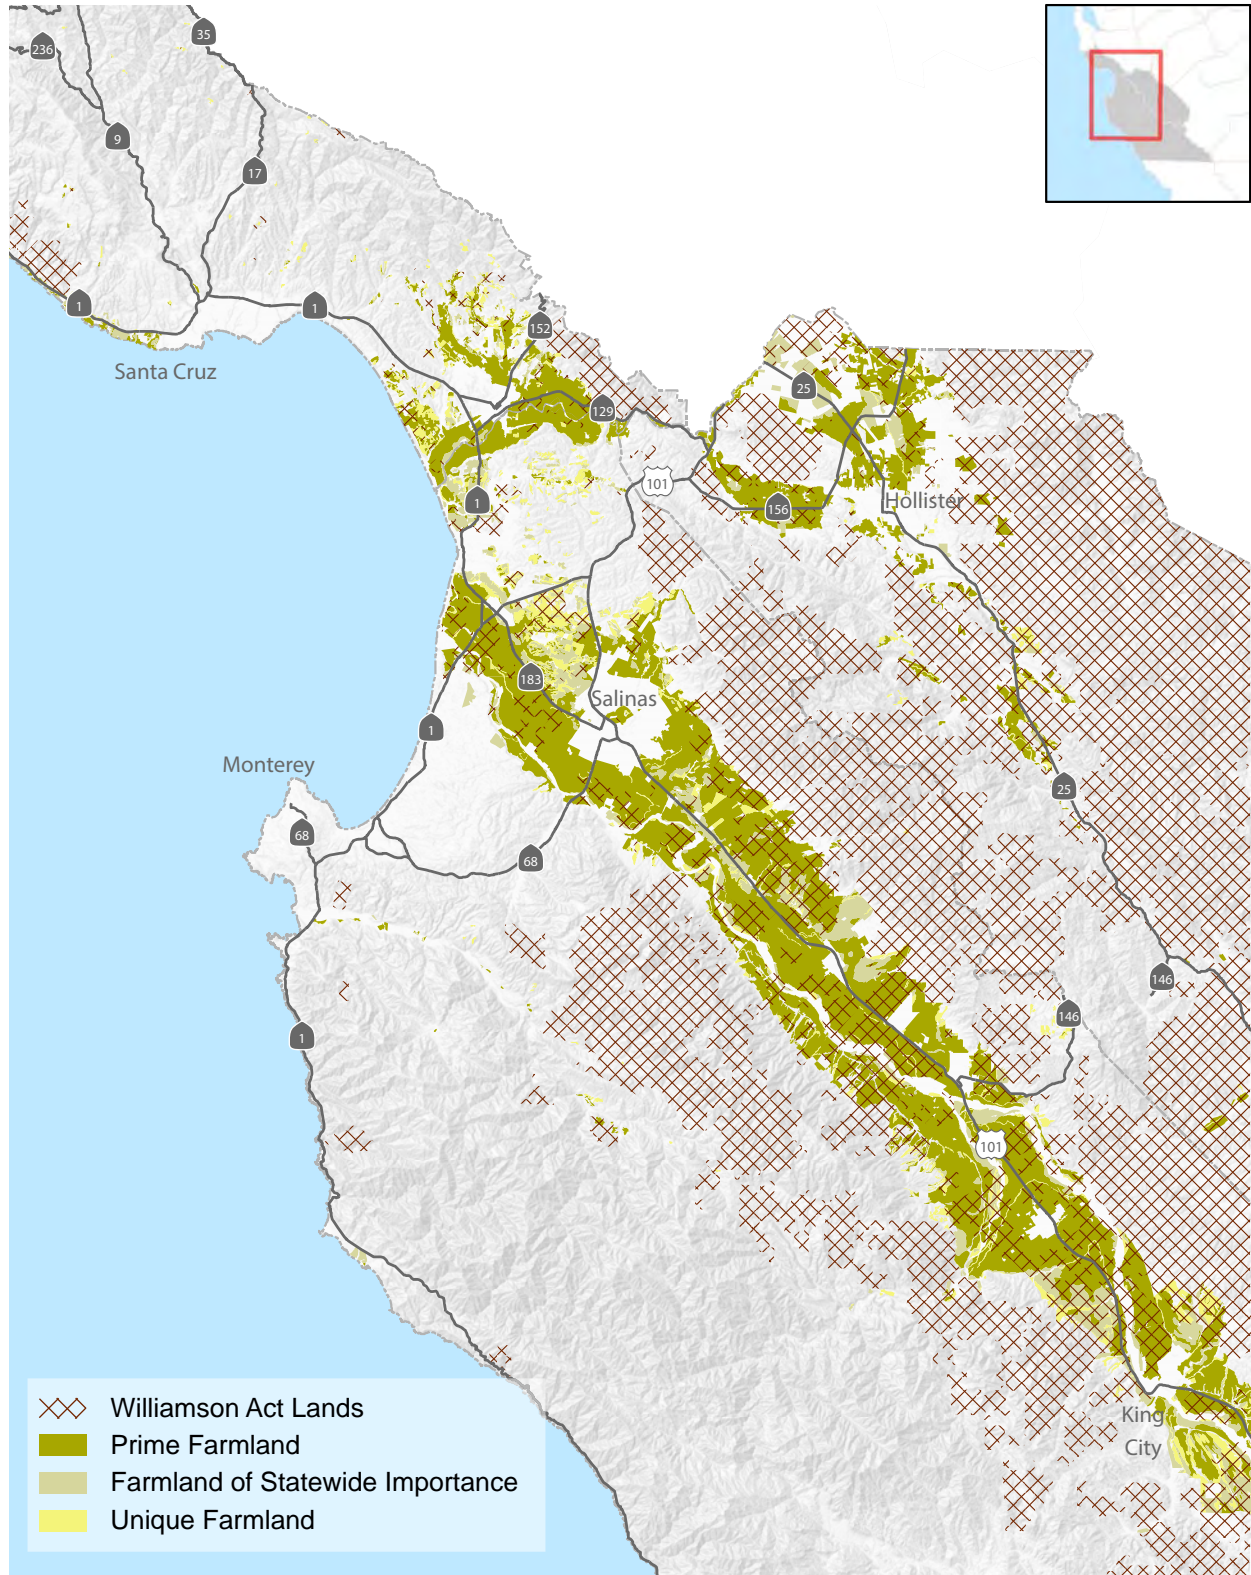 35
236
9
17
1
1
152
Santa Cruz
25
129
101
Hollister
1
156
183
Salinas
1
Monterey
25
68
68
146
146
1
101
Williamson Act Lands
King
City
Prime Farmland
Farmland of Statewide Importance
Unique Farmland